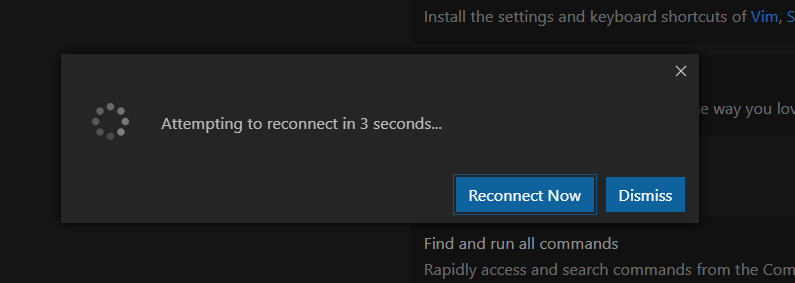 Install the settings and keyboard shortcuts of Vim, S
e way you lov
Attempting to reconnect in 3 seconds...
Reconnect Now Dismiss
Find and run all commands
Rapidly access and search commands from the Com